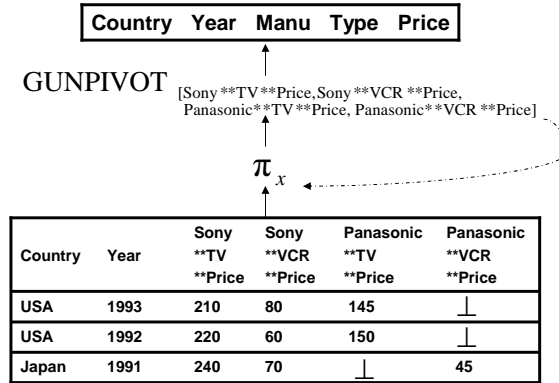 Country Year Manu Type Price
GUNPIVOT [Sony **TV **Price,Sony **VCR **Price,
Panasonic**TV **Price, Panasonic**VCR **Price]
π x
Sony Sony Panasonic Panasonic
Country Year **TV **VCR **TV **VCR
**Price **Price **Price **Price
USA 1993 210 80 145 ⊥
USA 1992 220 60 150 ⊥
Japan 1991 240 70 ⊥ 45